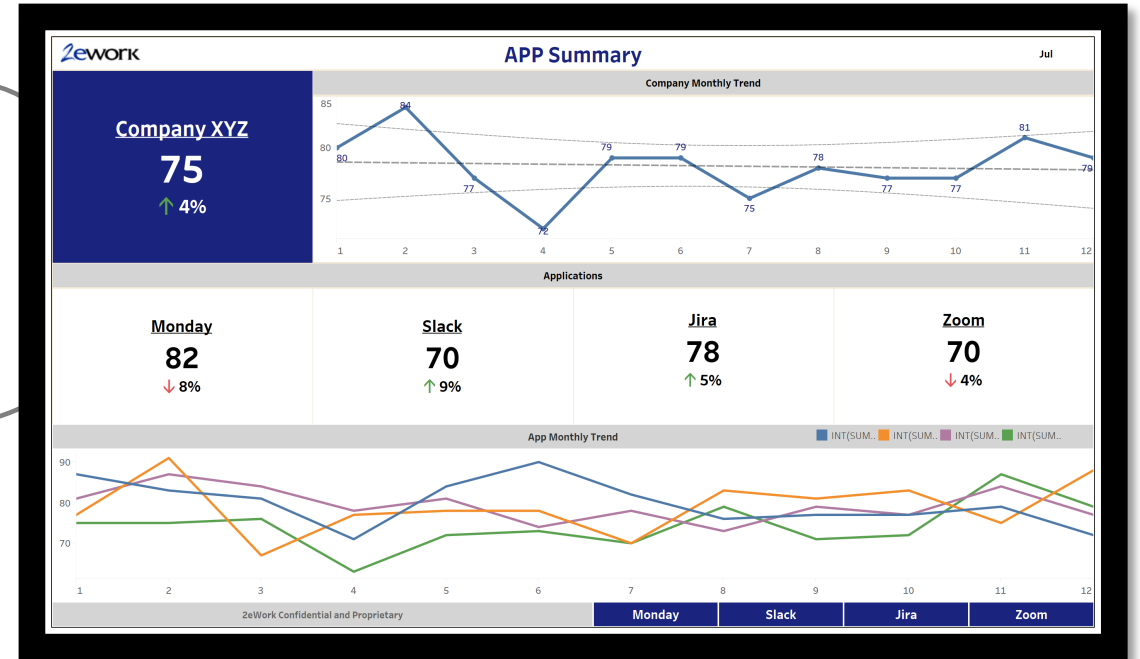 2ework
APP Summary
Jul
Company XYZ
75
↑ 4%
Company Monthly Trend
85
80
75
80
84
77
72
79
79
75
78
77
77
81
79
1 2 3 4 5 6 7 8 9 10 11 12
Applications
Monday
82
↓ 8%
Slack
70
↑ 9%
Jira
78
↑ 5%
Zoom
70
↓ 4%
App Monthly Trend
INT(SUM.. INT(SUM.. INT(SUM.. INT(SUM..
90
80
70
1 2 3 4 5 6 7 8 9 10 11 12
2eWork Confidential and Proprietary
Monday Slack Jira Zoom